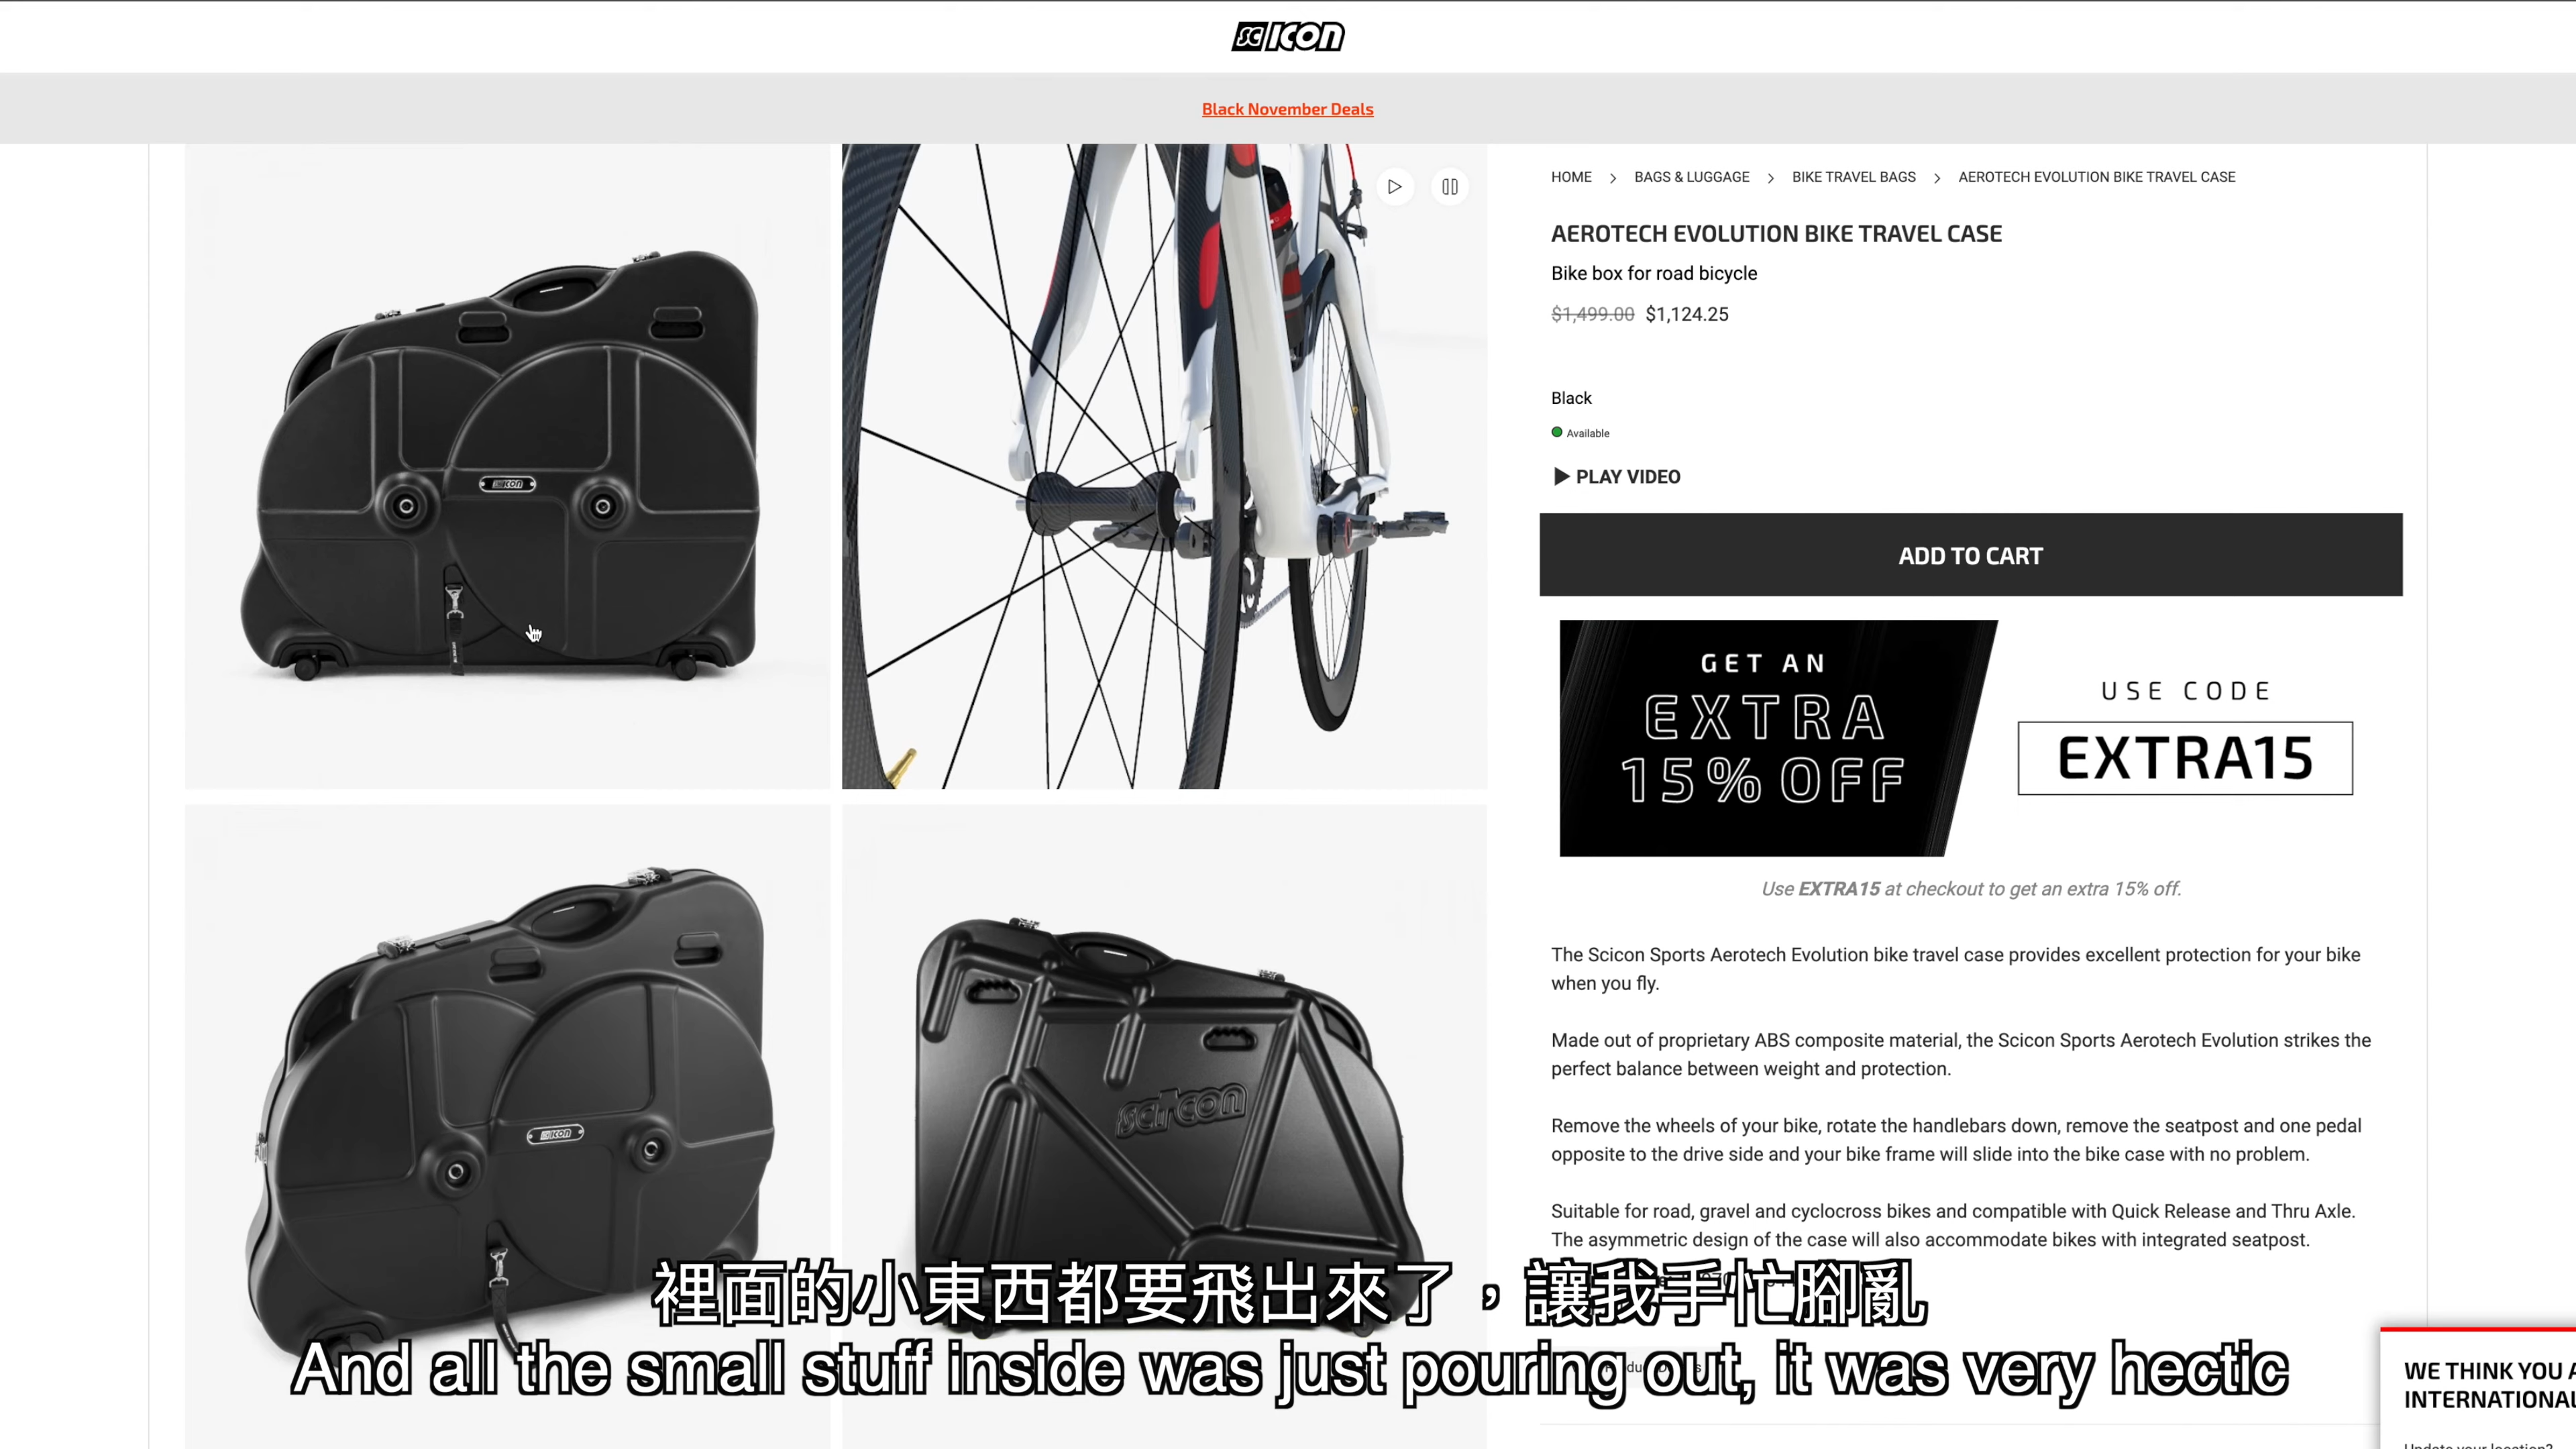 SCICON
Black November Deals
HOME > BAGS & LUGGAGE > BIKE TRAVEL BAGS > AEROTECH EVOLUTION BIKE TRAVEL CASE
AEROTECH EVOLUTION BIKE TRAVEL CASE
Bike box for road bicycle
$1,499.00 $1,124.25
Black
Available
PLAY VIDEO
ADD TO CART
GET AN
EXTRA
15% OFF
USE CODE
EXTRA15
Use EXTRA15 at checkout to get an extra 15% off.
The Scicon Sports Aerotech Evolution bike travel case provides excellent protection for your bike
when you fly.
Made out of proprietary ABS composite material, the Scicon Sports Aerotech Evolution strikes the
perfect balance between weight and protection.
Remove the wheels of your bike, rotate the handlebars down, remove the seatpost and one pedal
opposite to the drive side and your bike frame will slide into the bike case with no problem.
Suitable for road, gravel and cyclocross bikes and compatible with Quick Release and Thru Axle.
The asymmetric design of the case will also accommodate bikes with integrated seatpost.
SCICON
SCICON
scicon
裡面的小東西都要飛出來了，讓我手忙腳亂
And all the small stuff inside was just pouring out, it was very hectic
WE THINK YOU A
INTERNATIONAL